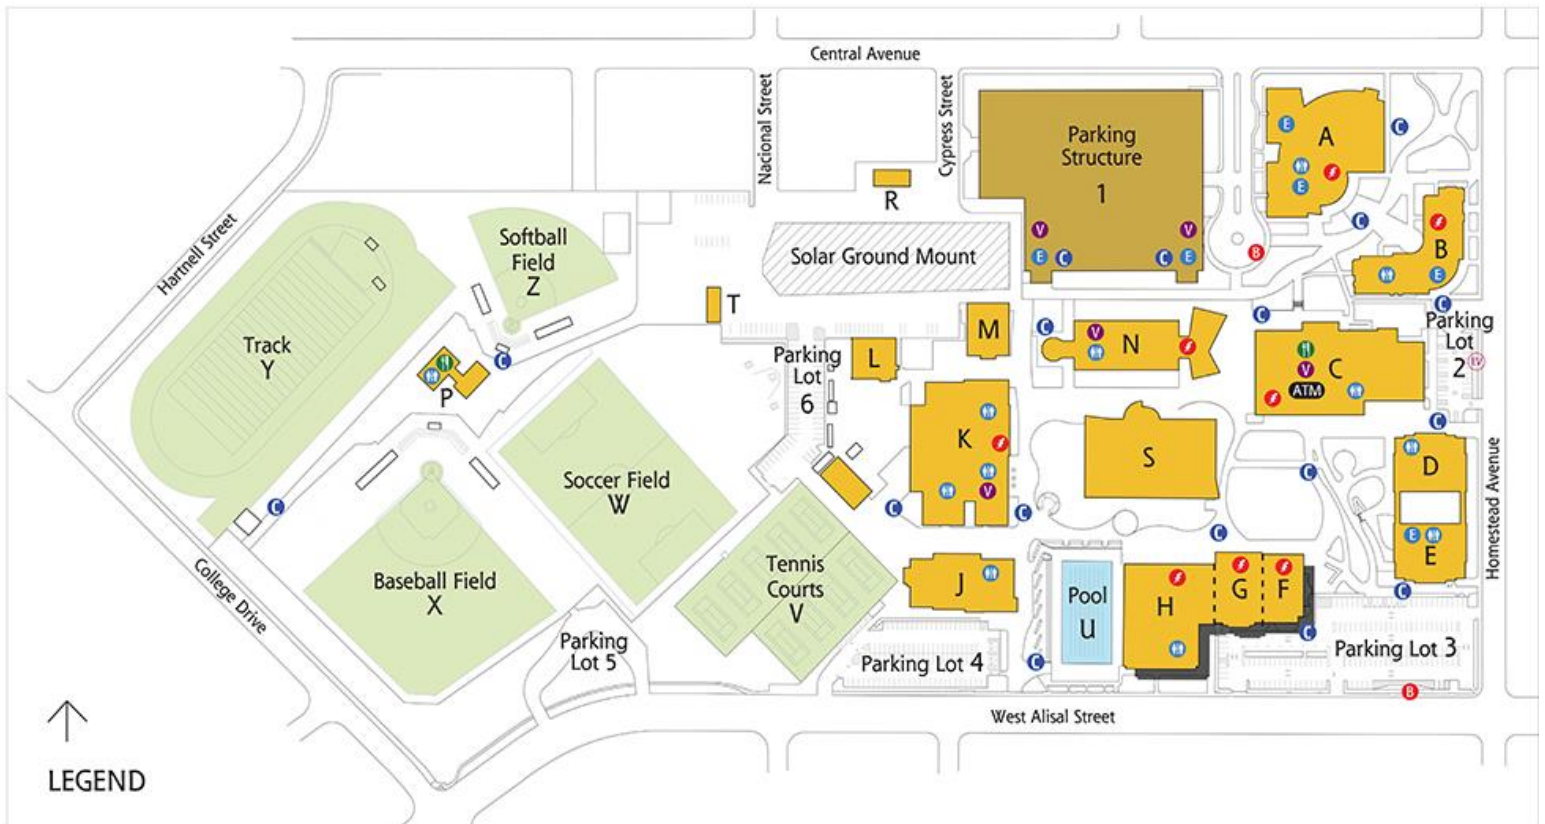 Central Avenue
Nacional Street
Cypress Street
Hartnell Street
Parking
Structure
1
V
V
E
C
C
E
A
E
E
C
C
B
E
B
C
C
R
Softball
Field
Z
Solar Ground Mount
T
Track
Y
C
P
Parking
Lot
6
L
M
C
V
N
C
V
ATM
Parking
Lot
2
EV
C
K
V
C
C
S
C
C
D
E
E
C
Homestead Avenue
Soccer Field
W
C
Baseball Field
X
College Drive
Tennis
Courts
V
J
Pool
U
C
H
G
F
C
Parking
Lot 5
Parking Lot 4
Parking Lot 3
B
West Alisal Street
LEGEND